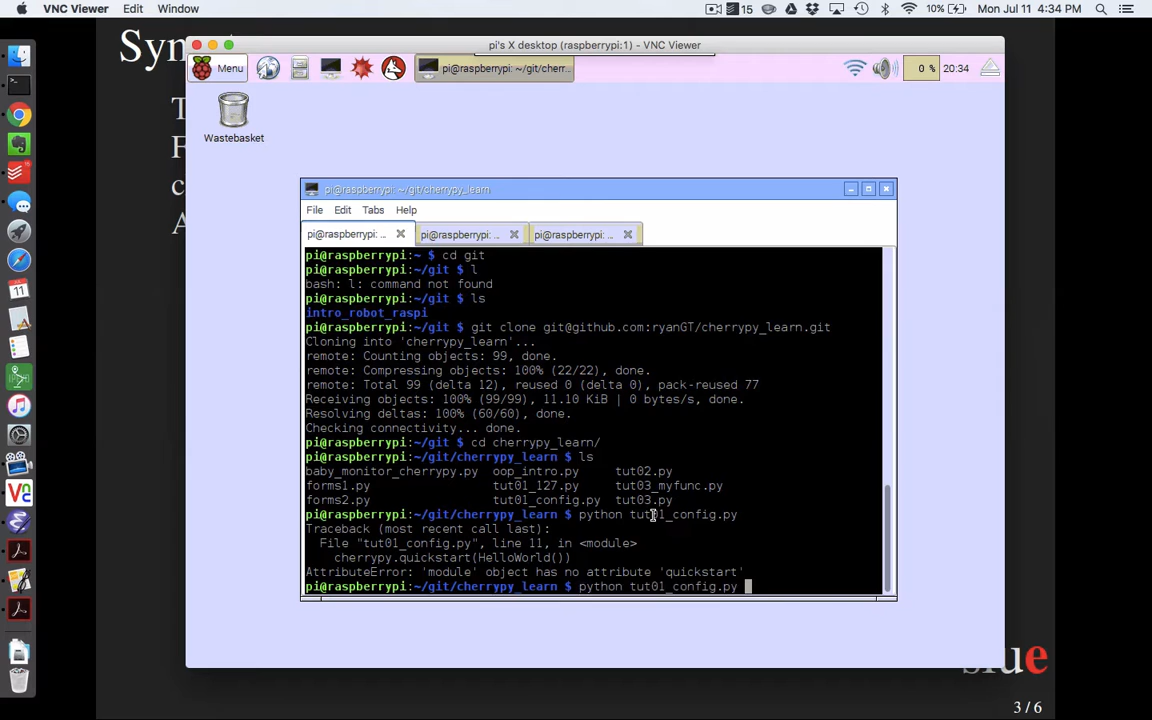 VNC Viewer Edit Window
15
10% Mon Jul 11 4:34 PM
pi's X desktop (raspberrypi:1) - VNC Viewer
Menu
pi@raspberrypi: ~/git/cherr...
0 % 20:34
Wastebasket
pi@raspberrypi: ~/git/cherrypy_learn
File Edit Tabs Help
pi@raspberrypi: ... pi@raspberrypi: ... pi@raspberrypi: ...
pi@raspberrypi:~ $ cd git
pi@raspberrypi:~/git $ l
bash: l: command not found
pi@raspberrypi:~/git $ ls
intro_robot_raspi
pi@raspberrypi:~/git $ git clone git@github.com:ryanGT/cherrypy_learn.git
Cloning into 'cherrypy_learn'...
remote: Counting objects: 99, done.
remote: Compressing objects: 100% (22/22), done.
remote: Total 99 (delta 12), reused 0 (delta 0), pack-reused 77
Receiving objects: 100% (99/99), 11.10 KiB | 0 bytes/s, done.
Resolving deltas: 100% (60/60), done.
Checking connectivity... done.
pi@raspberrypi:~/git $ cd cherrypy_learn/
pi@raspberrypi:~/git/cherrypy_learn $ ls
baby_monitor_cherrypy.py oop_intro.py tut02.py
forms1.py tut01_127.py tut03_myfunc.py
forms2.py tut01_config.py tut03.py
pi@raspberrypi:~/git/cherrypy_learn $ python tut01_config.py
Traceback (most recent call last):
File "tut01_config.py", line 11, in <module>
cherrypy.quickstart(HelloWorld())
AttributeError: 'module' object has no attribute 'quickstart'
pi@raspberrypi:~/git/cherrypy_learn $ python tut01_config.py
3 / 6